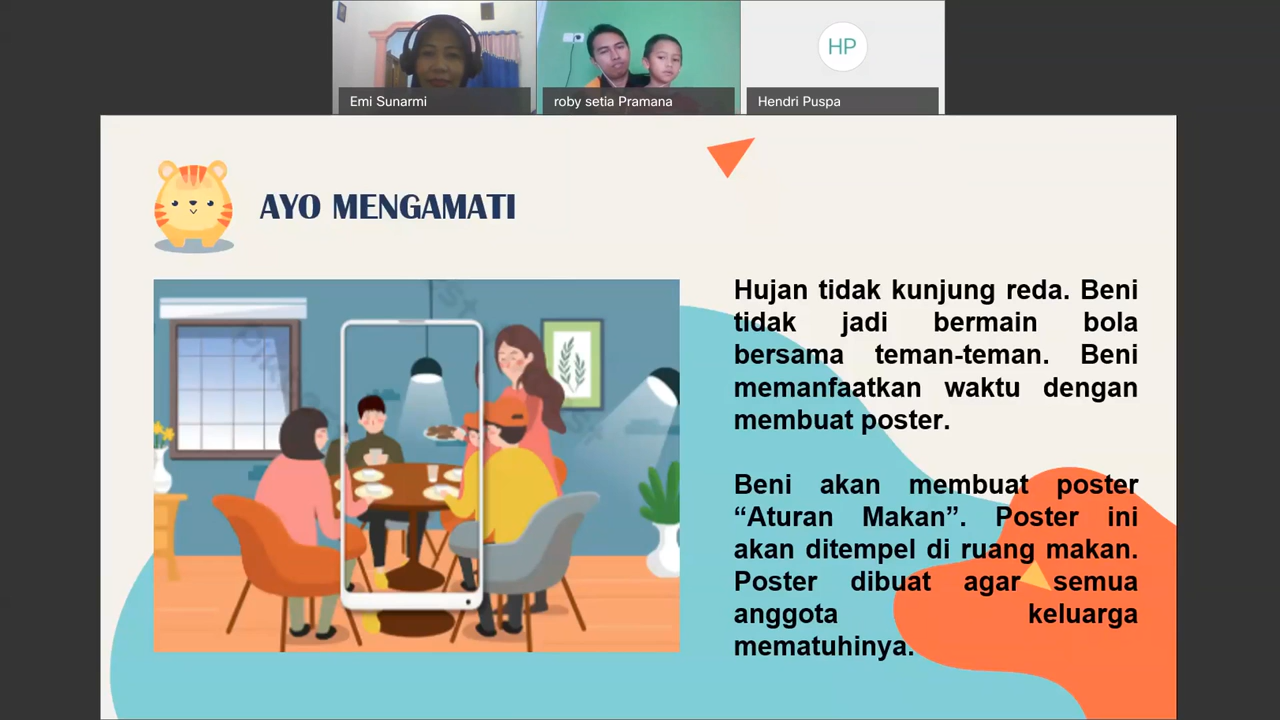 Emi Sunarmi
roby setia Pramana
HP
Hendri Puspa
AYO MENGAMATI
Hujan tidak kunjung reda. Beni
tidak jadi bermain bola
bersama teman-teman. Beni
memanfaatkan waktu dengan
membuat poster.
Beni akan membuat poster
“Aturan Makan”. Poster ini
akan ditempel di ruang makan.
Poster dibuat agar semua
anggota keluarga
mematuhinya.